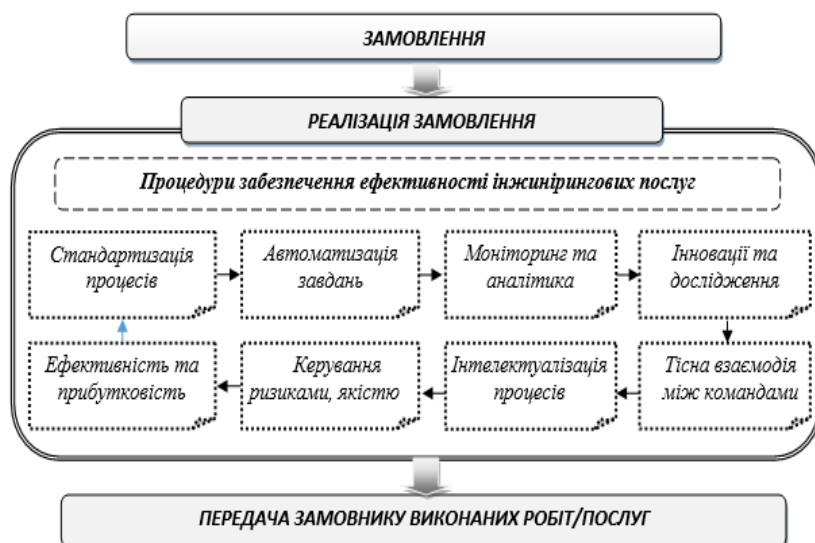 ЗАМОВЛЕННЯ
РЕАЛІЗАЦІЯ ЗАМОВЛЕННЯ
Процедури забезпечення ефективності інжинірингових послуг
Стандартизація
процесів
Автоматизація
завдань
Моніторинг та
аналітика
Інновації та
дослідження
Ефективність та
прибутковість
Керування
ризиками, якістю
Інтелектуалізація
процесів
Тісна взаємодія
між командами
ПЕРЕДАЧА ЗАМОВНИКУ ВИКОНАНИХ РОБІТ/ПОСЛУГ